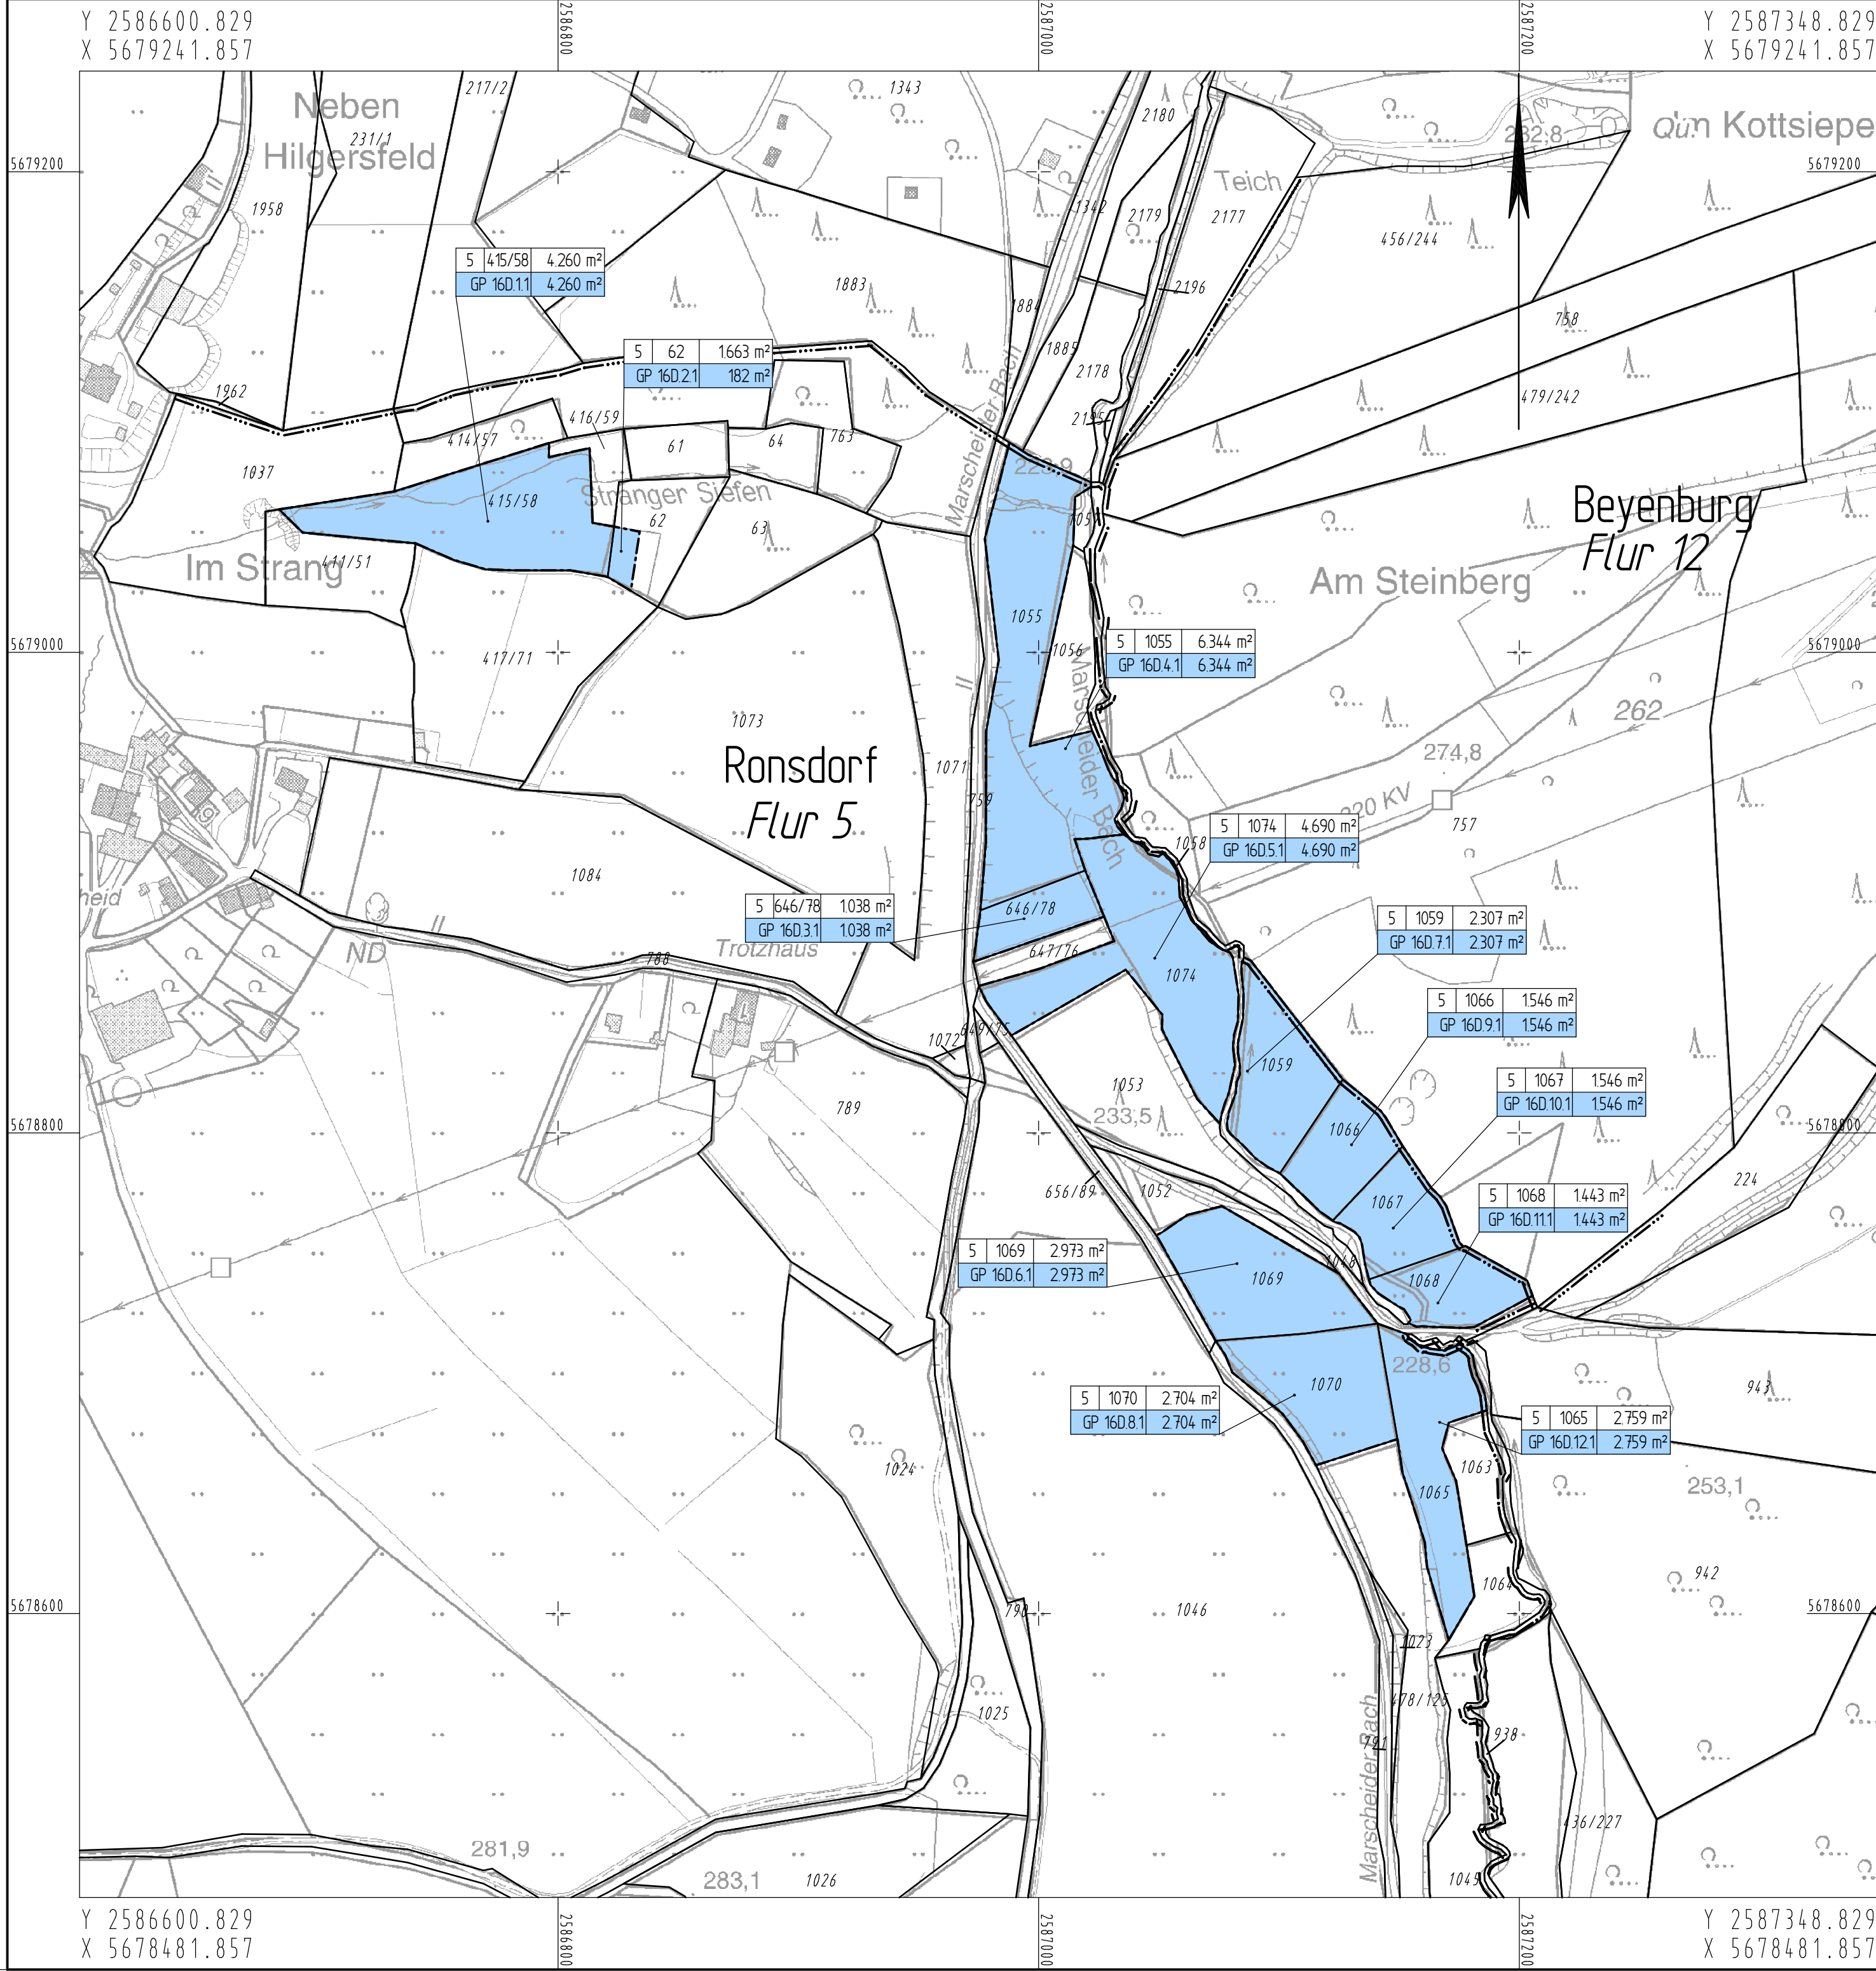 Y 2586600.829
X 5679241.857
2586800
2587000
2587200
Y 2587348.829
X 5679241.857
Neben
Hilgersfeld
217/2
231/1
1343
2180
232,8
Kottsiepe
5679200
5679200
1958
Teich
1342
2179
2177
456/244
5 415/58 4.260 m²
GP 16D.1.1 4.260 m²
1883
1884
2196
758
5 62 1.663 m²
GP 16D.2.1 182 m²
1885
2178
1962
479/242
414/57
416/59
61
64
763
2195
1037
Marscheider Bach
228,9
415/58
Stranger Siefen
62
63
1057
Beyenburg
Flur 12
Im Strang
411/51
Am Steinberg
1055
5679000
5679000
417/71
1056
5 1055 6.344 m²
GP 16D.4.1 6.344 m²
Marscheider Bach
1073
262
274,8
Ronsdorf
Flur 5
1071
759
220 KV
757
5 1074 4.690 m²
GP 16D.5.1 4.690 m²
1058
1084
heid
5 646/78 1.038 m²
GP 16D.3.1 1.038 m²
646/78
5 1059 2.307 m²
GP 16D.7.1 2.307 m²
ND
788
Trotzhaus
647/76
1074
5 1066 1.546 m²
GP 16D.9.1 1.546 m²
1072
649/75
1059
5 1067 1.546 m²
GP 16D.10.1 1.546 m²
789
1053
233,5
1066
5678800
5678800
656/89
1052
1067
224
5 1068 1.443 m²
GP 16D.11.1 1.443 m²
5 1069 2.973 m²
GP 16D.6.1 2.973 m²
1069
1048
1068
228,6
1070
943
5 1070 2.704 m²
GP 16D.8.1 2.704 m²
5 1065 2.759 m²
GP 16D.12.1 2.759 m²
1024
1063
1065
253,1
1064
942
5678600
5678600
790
1046
1023
1025
478/125
Marscheider Bach
791
938
436/227
281,9
283,1
1026
1045
Y 2586600.829
X 5678481.857
2586800
2587000
2587200
Y 2587348.829
X 5678481.857